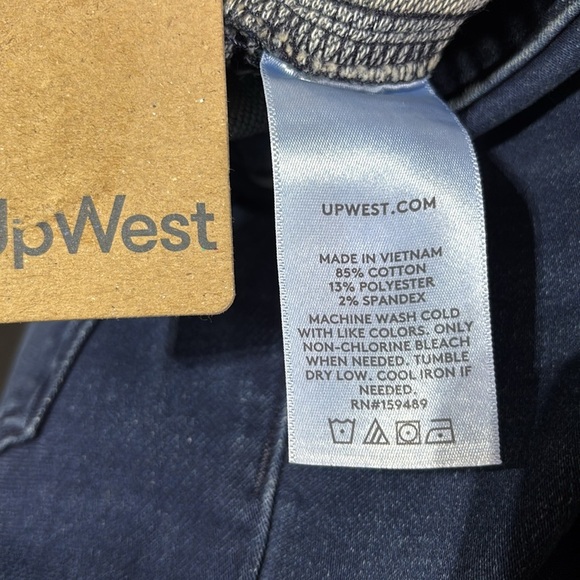 UpWest
UPWEST.COM
MADE IN VIETNAM
85% COTTON
13% POLYESTER
2% SPANDEX
MACHINE WASH COLD
WITH LIKE COLORS. ONLY
NON-CHLORINE BLEACH
WHEN NEEDED. TUMBLE
DRY LOW. COOL IRON IF
NEEDED.
RN#159489